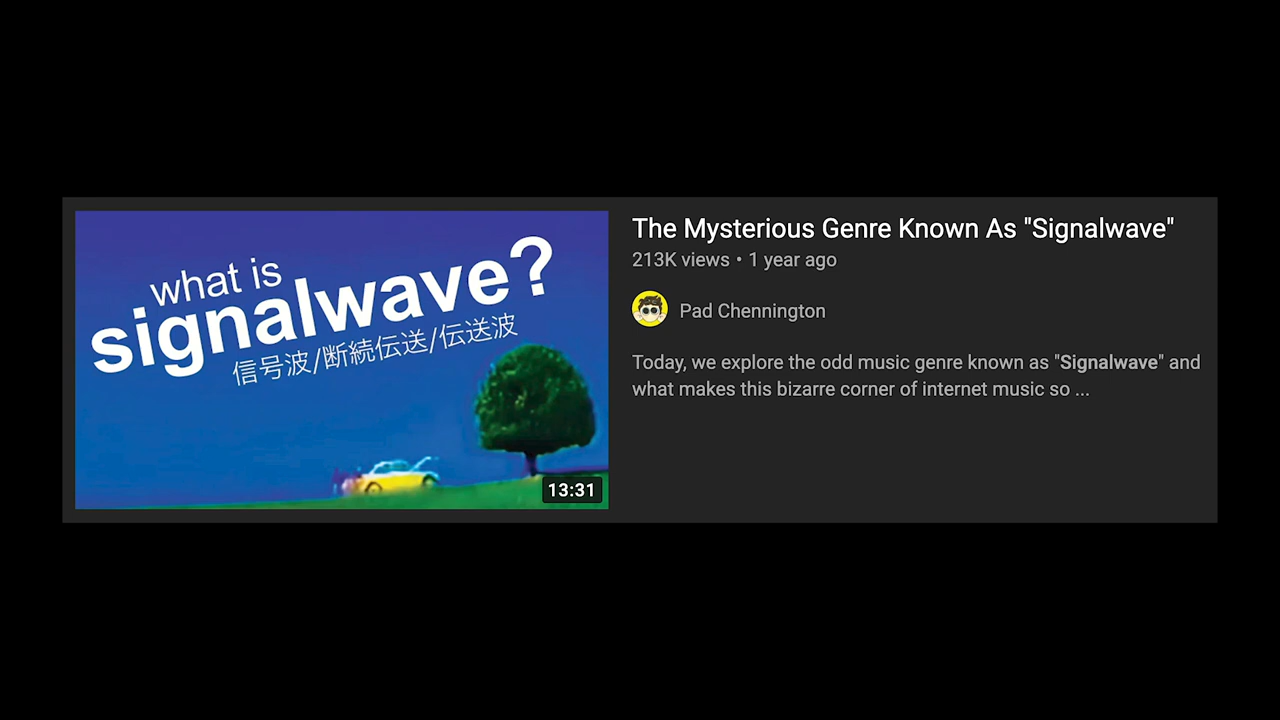 what is
signalwave?
信号波/断続伝送/伝送波
13:31
The Mysterious Genre Known As "Signalwave"
213K views • 1 year ago
Pad Chennington
Today, we explore the odd music genre known as "Signalwave" and
what makes this bizarre corner of internet music so ...